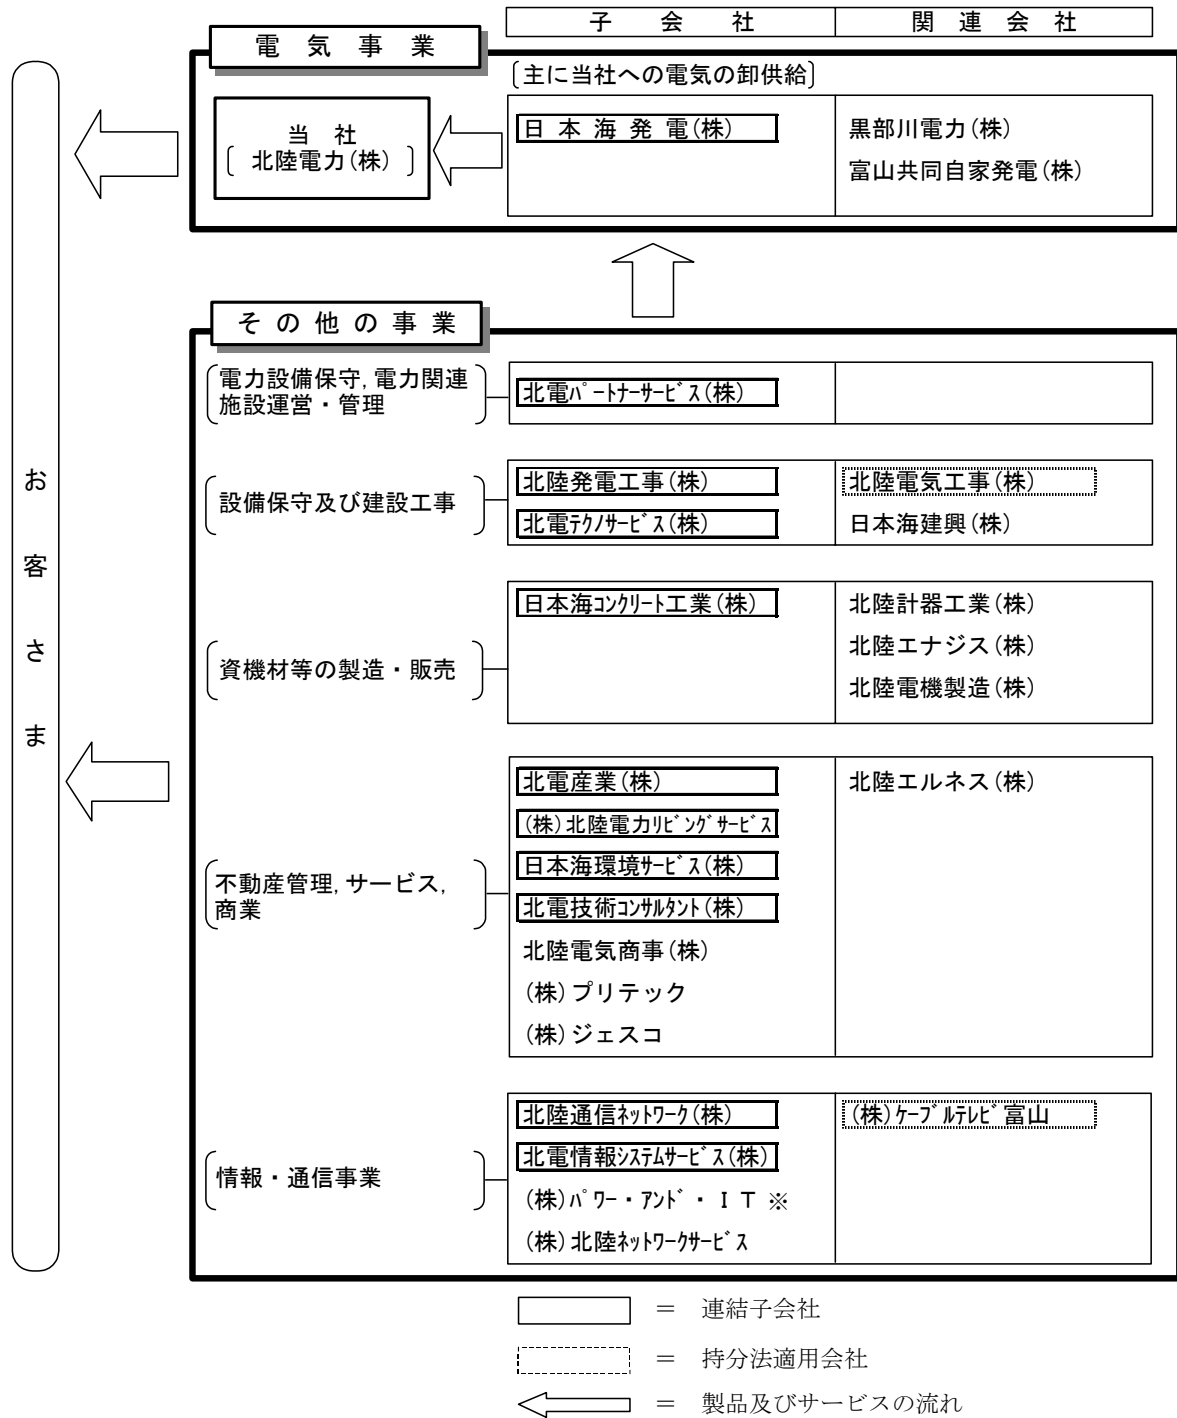 子 会 社
関 連 会 社
電 気 事 業
〔主に当社への電気の卸供給〕
当 社
〔 北陸電力(株) 〕
日 本 海 発 電(株)
黒部川電力(株)
富山共同自家発電(株)
そ の 他 の 事 業
電力設備保守,電力関連
施設運営・管理
北電パートナーサービス(株)
設備保守及び建設工事
北陸発電工事(株)
北陸電気工事(株)
北電テクノサービス(株)
日本海建興(株)
資機材等の製造・販売
日本海コンクリート工業(株)
北陸計器工業(株)
北陸エナジス(株)
北陸電機製造(株)
不動産管理,サービス,
商業
北電産業(株)
北陸エルネス(株)
(株)北陸電力リビングサービス
日本海環境サービス(株)
北電技術コンサルタント(株)
北陸電気商事(株)
(株)プリテック
(株)ジェスコ
情報・通信事業
北陸通信ネットワーク(株)
(株)ケーブルテレビ富山
北電情報システムサービス(株)
(株)パワー・アンド・ＩＴ ※
(株)北陸ネットワークサービス
お客さま
＝ 連結子会社
＝ 持分法適用会社
＝ 製品及びサービスの流れ